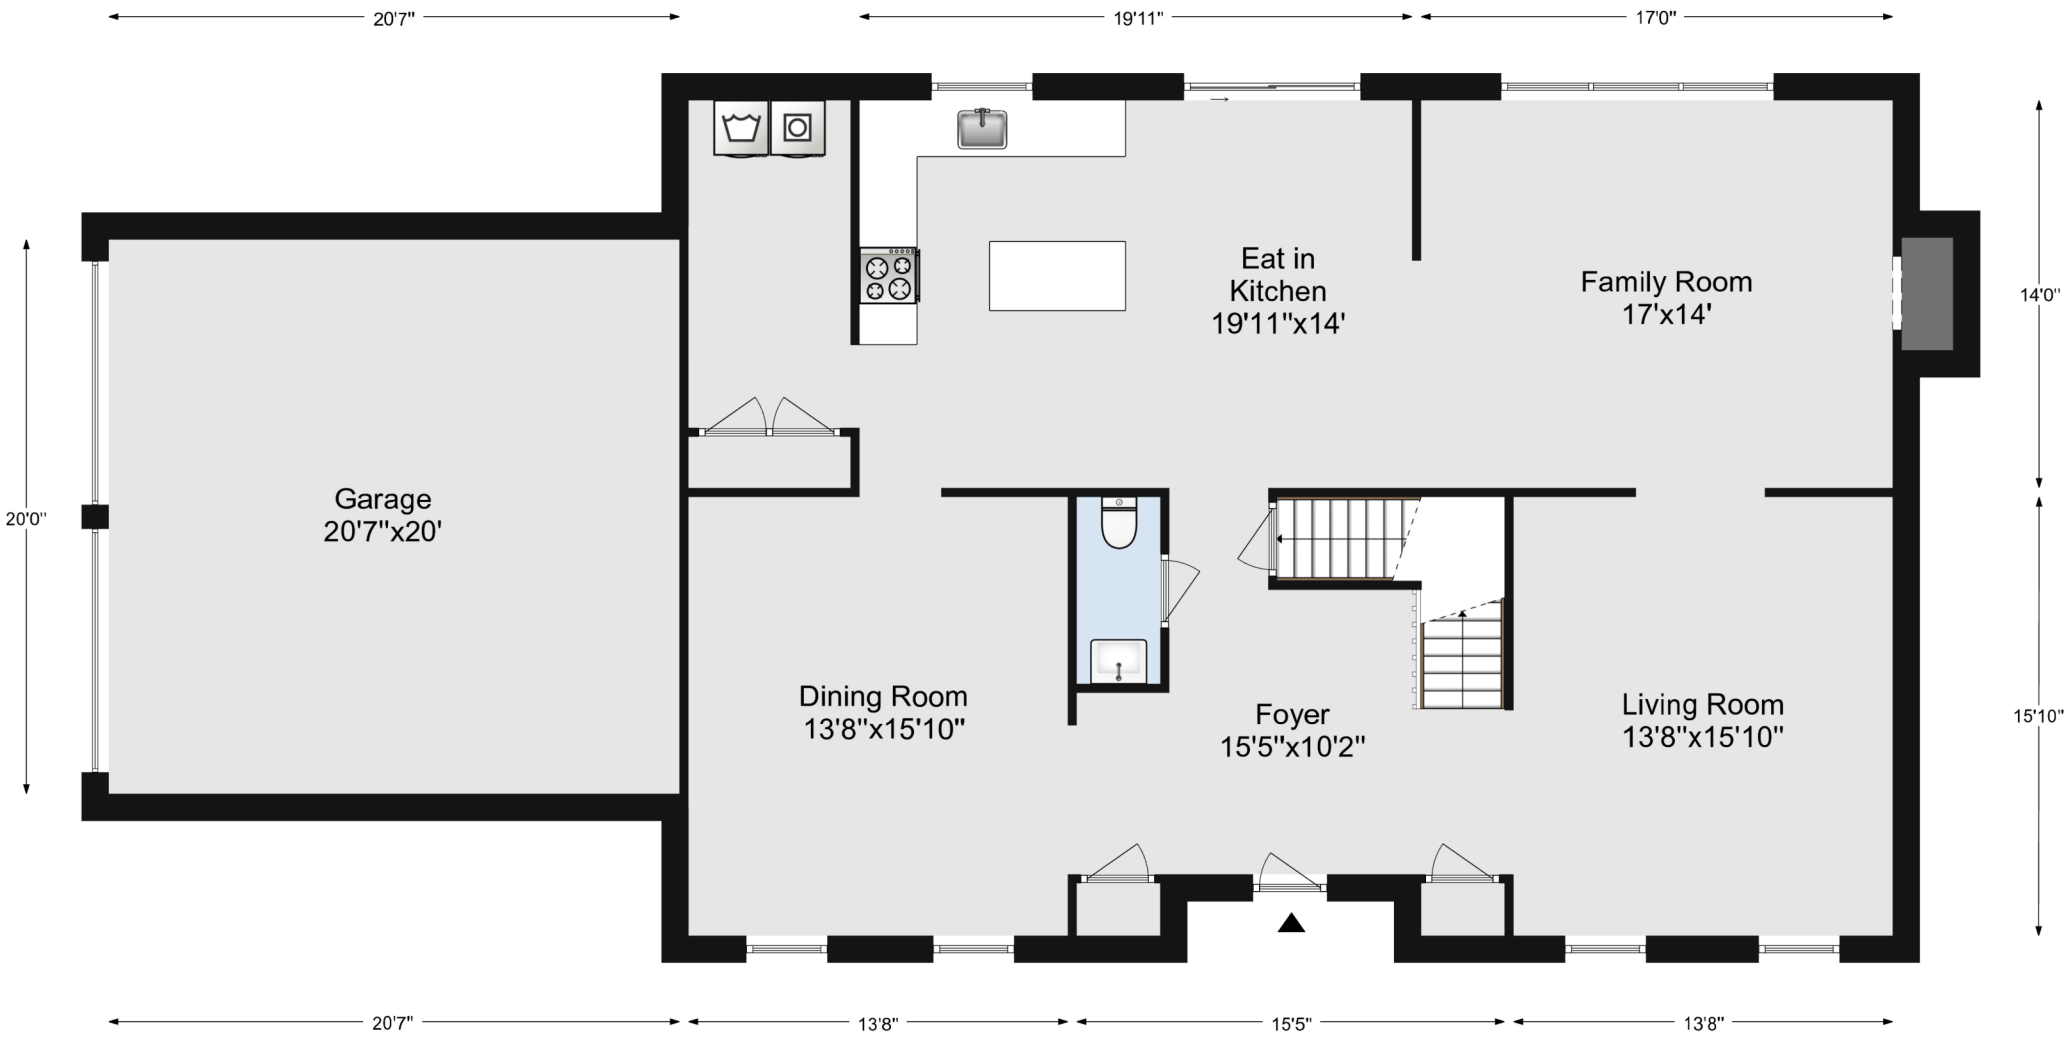 20'7"
19'11"
17'0"
Eat in
Kitchen
19'11"x14'
Family Room
17'x14'
14'0"
Garage
20'7"x20'
20'0"
Dining Room
13'8"x15'10"
Foyer
15'5"x10'2"
Living Room
13'8"x15'10"
15'10"
20'7"
13'8"
15'5"
13'8"